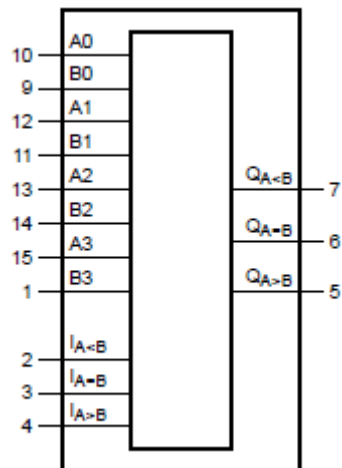 10 A0
9 B0
12 A1
11 B1
13 A2
14 B2
15 A3
1 B3
2 IA<B
3 IA=B
4 IA>B
QA<B 7
QA=B 6
QA>B 5